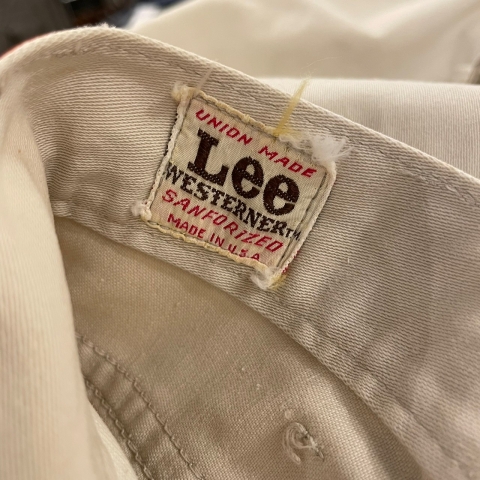 UNION MADE
Lee
WESTERNER™
SANFORIZED
MADE IN U.S.A.